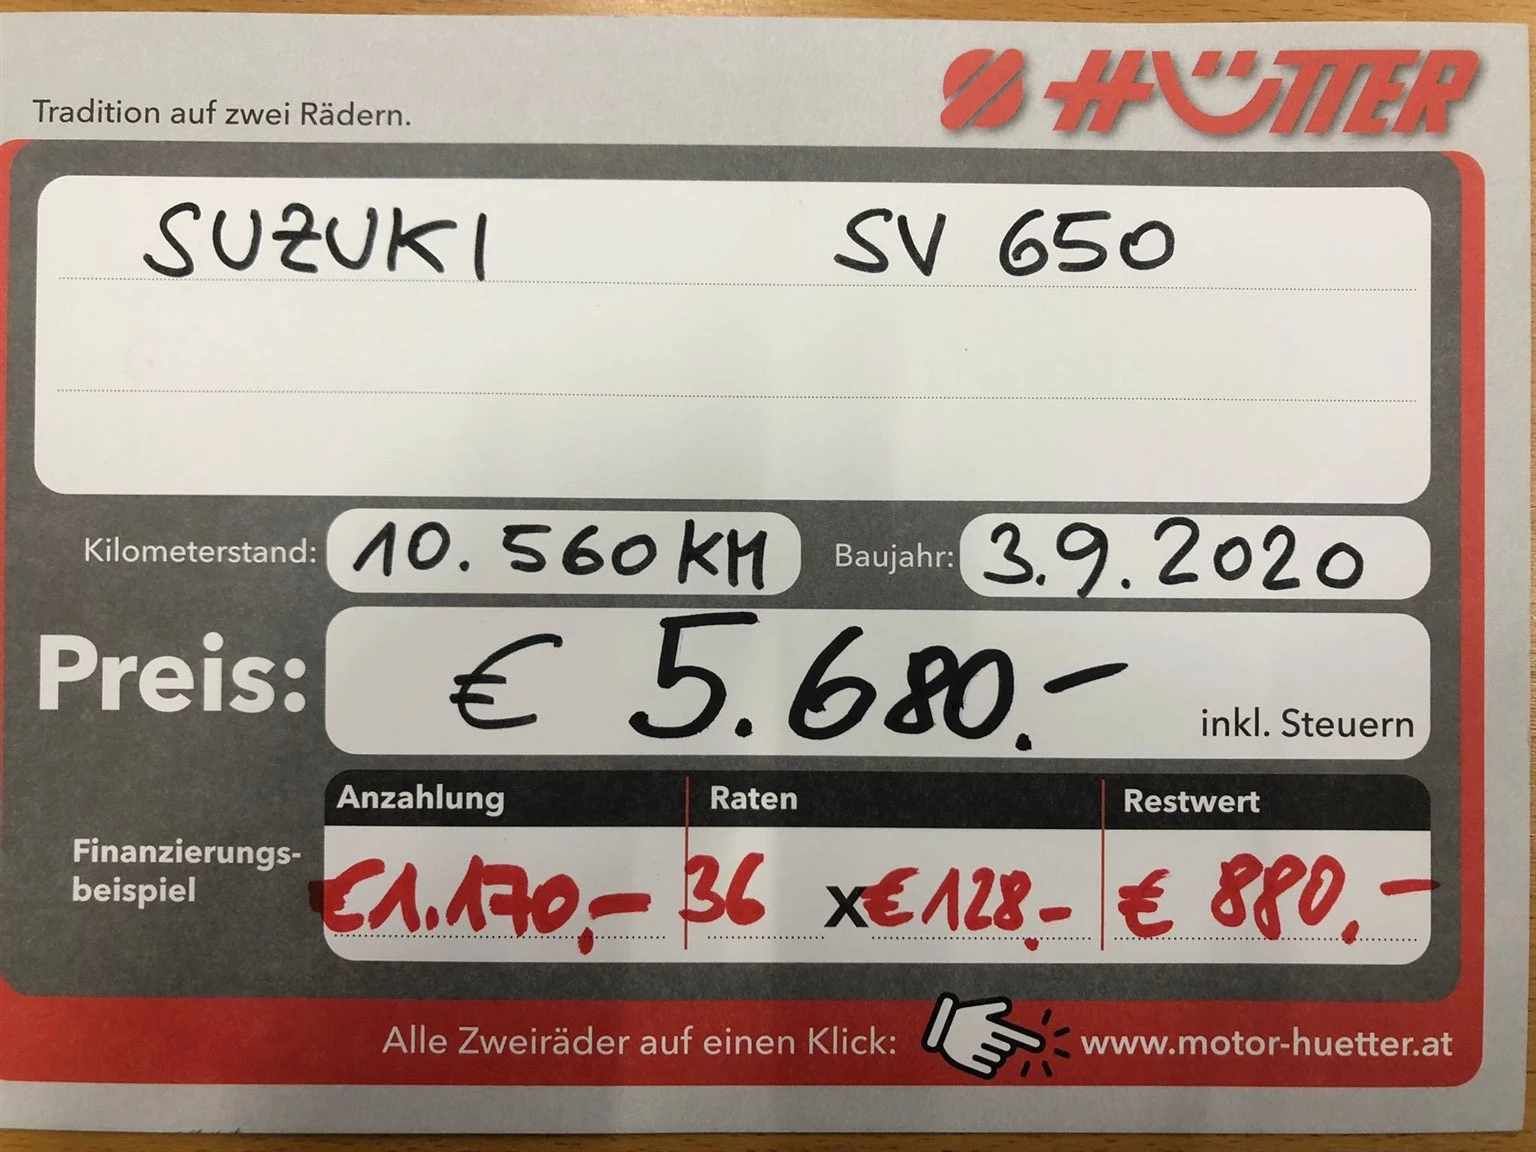 HÜTTER
Tradition auf zwei Rädern.
SUZUKI SV 650
Kilometerstand: 10.560 KM Baujahr: 3.9.2020
Preis: € 5.680.- inkl. Steuern
Anzahlung Raten Restwert
Finanzierungs-
beispiel
€1.170,- 36 x €128.- € 880.-
Alle Zweiräder auf einen Klick: www.motor-huetter.at